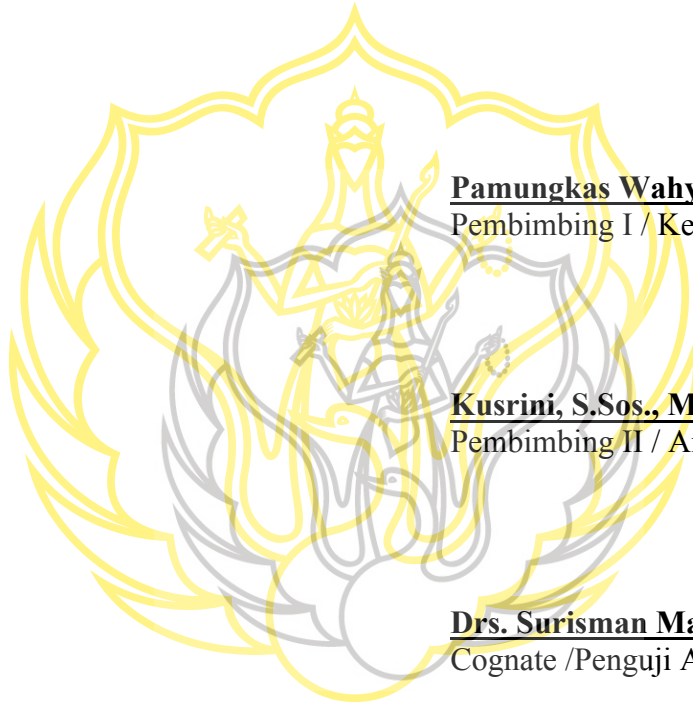 Pamungkas Wahy
Pembimbing I / Ke
Kusrini, S.Sos., M
Pembimbing II / A
Drs. Surisman Ma
Cognate /Penguji A